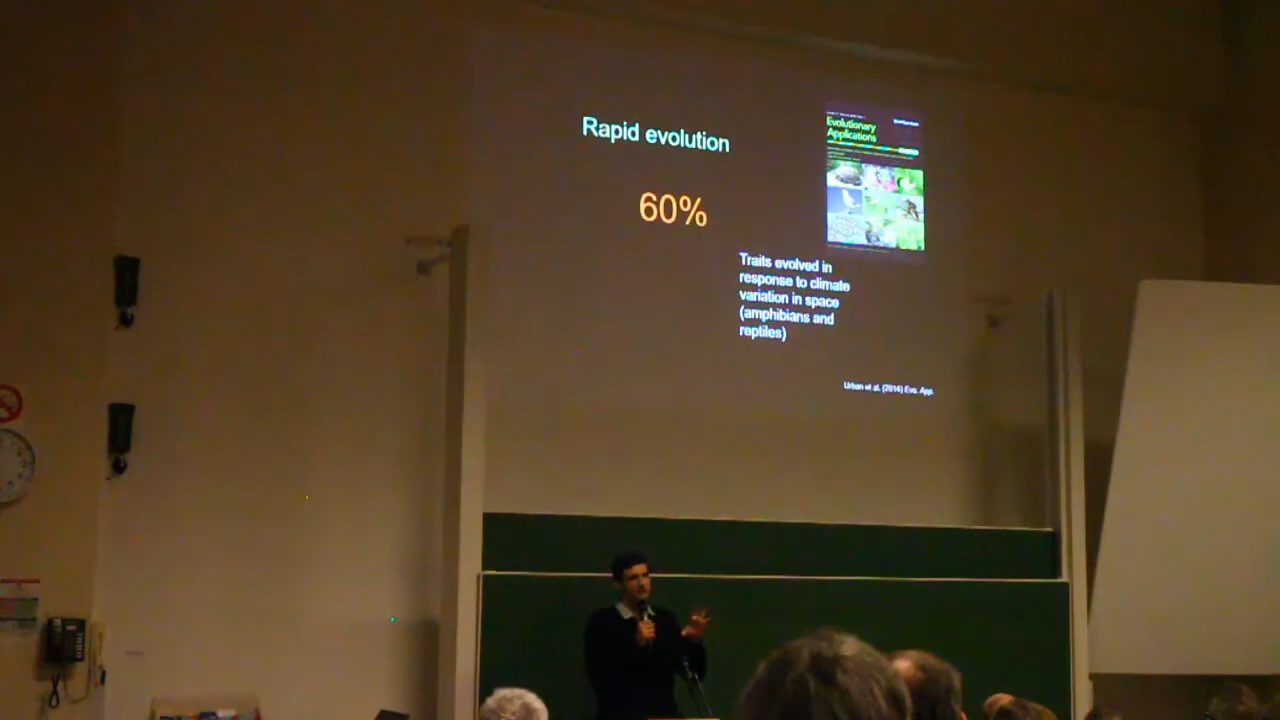 Rapid evolution
60%
Evolutionary
Applications
Traits evolved in
response to climate
variation in space
(amphibians and
reptiles)
Urban et al. (2014) Evo. App.